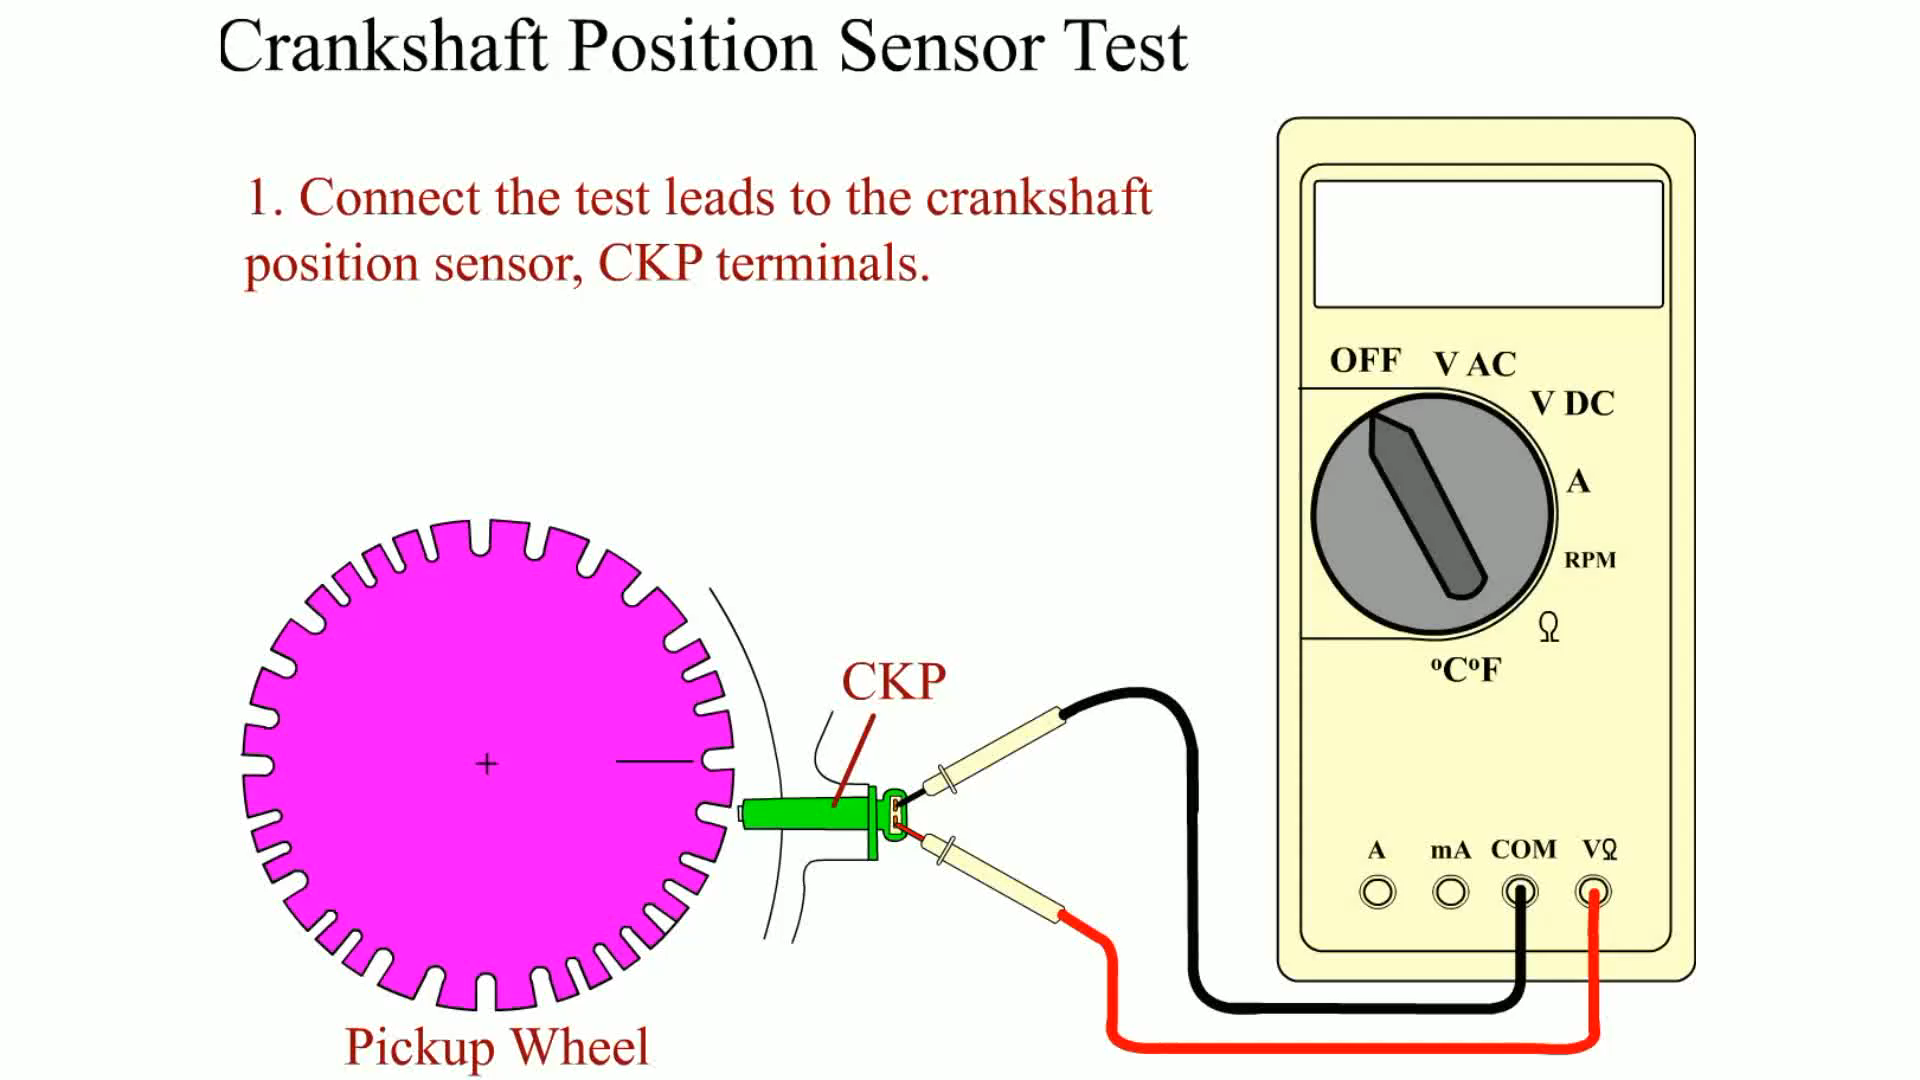 Crankshaft Position Sensor Test
1. Connect the test leads to the crankshaft
position sensor, CKP terminals.
OFF
V AC
V DC
A
RPM
Ω
ºCºF
CKP
A
mA
COM
VΩ
Pickup Wheel